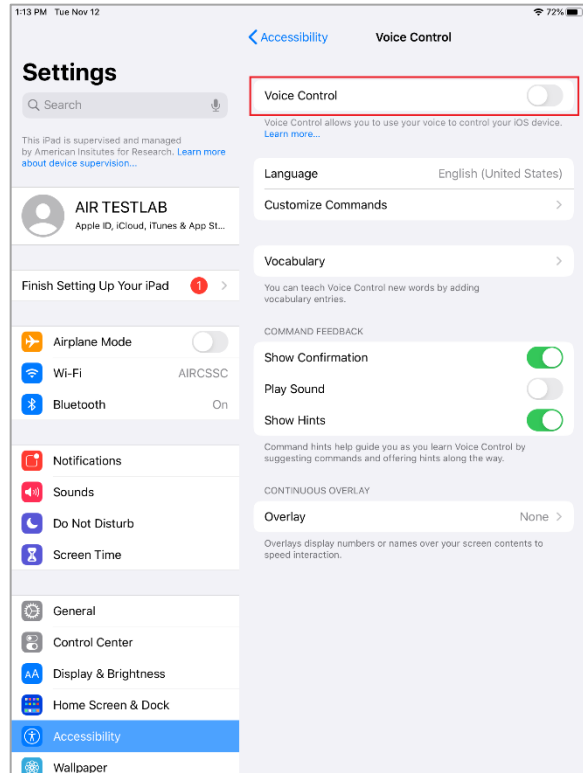 1:13 PM Tue Nov 12
72%
Settings
Search
This iPad is supervised and managed
by American Insitutes for Research. Learn more
about device supervision...
AIR TESTLAB
Apple ID, iCloud, iTunes & App St...
Finish Setting Up Your iPad 1
Airplane Mode
Wi-Fi AIRCSSC
Bluetooth On
Notifications
Sounds
Do Not Disturb
Screen Time
General
Control Center
AA Display & Brightness
Home Screen & Dock
Accessibility
Wallpaper
Accessibility Voice Control
Voice Control
Voice Control allows you to use your voice to control your iOS device.
Learn more...
Language English (United States)
Customize Commands
Vocabulary
You can teach Voice Control new words by adding
vocabulary entries.
COMMAND FEEDBACK
Show Confirmation
Play Sound
Show Hints
Command hints help guide you as you learn Voice Control by
suggesting commands and offering hints along the way.
CONTINUOUS OVERLAY
Overlay None
Overlays display numbers or names over your screen contents to
speed interaction.